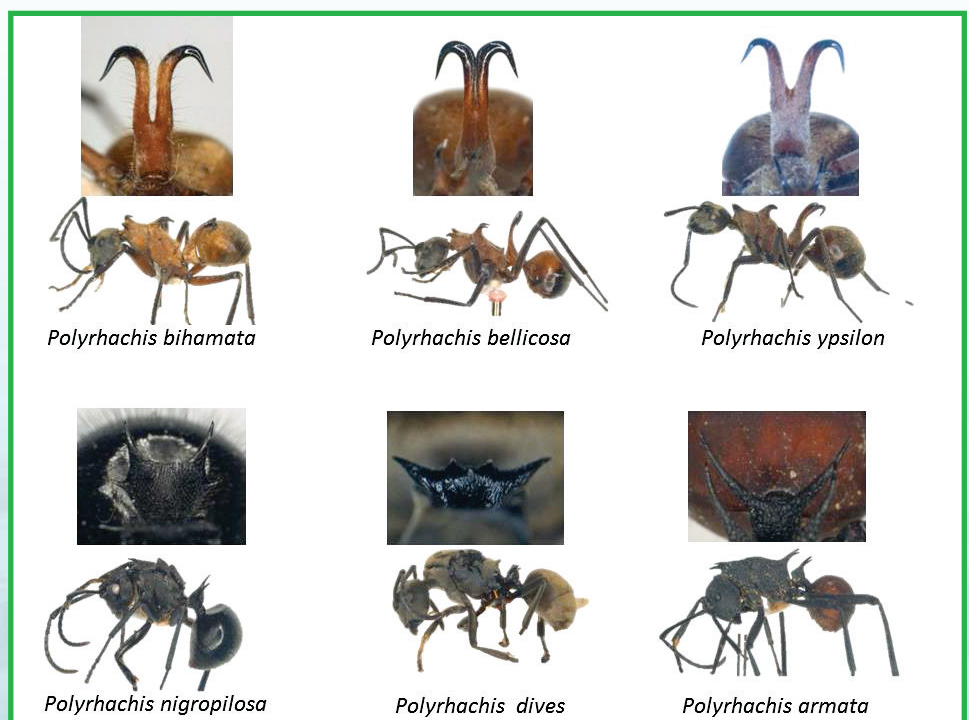 Polyrhachis bihamata
Polyrhachis bellicosa
Polyrhachis ypsilon
Polyrhachis nigropilosa
Polyrhachis dives
Polyrhachis armata